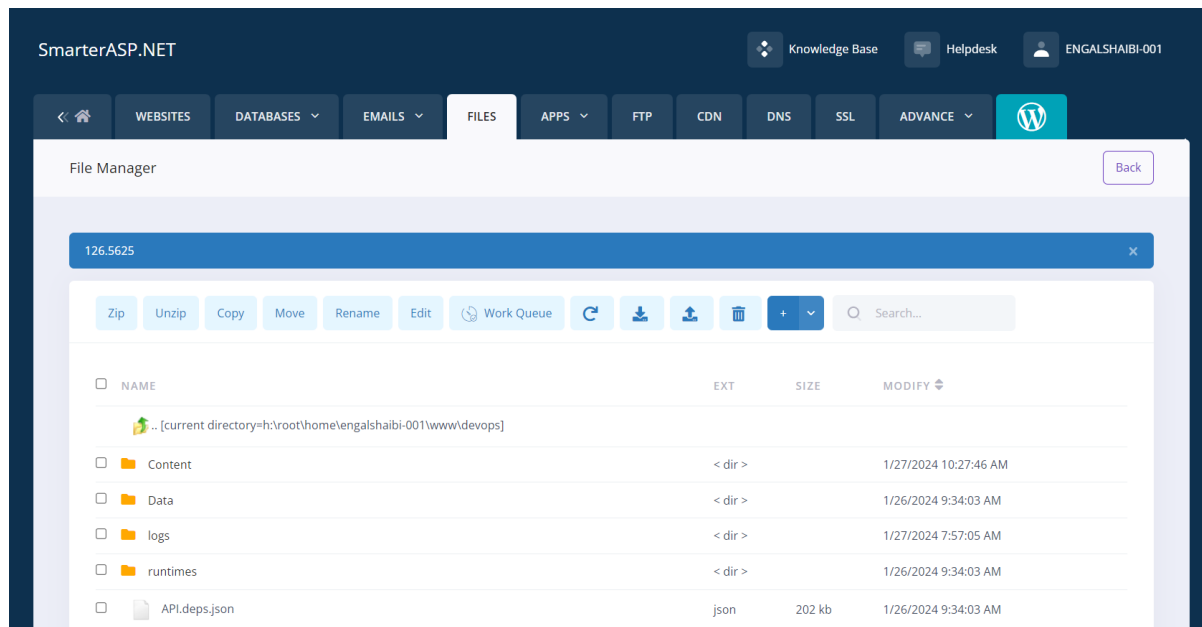 SmarterASP.NET Knowledge Base Helpdesk ENGALSHAIBI-001
WEBSITES DATABASES EMAILS FILES APPS FTP CDN DNS SSL ADVANCE
File Manager Back
126.5625 ×
Zip Unzip Copy Move Rename Edit Work Queue + Search...
NAME EXT SIZE MODIFY
.. [current directory=h:\root\home\engalshaibi-001\www\devops]
Content < dir > 1/27/2024 10:27:46 AM
Data < dir > 1/26/2024 9:34:03 AM
logs < dir > 1/27/2024 7:57:05 AM
runtimes < dir > 1/26/2024 9:34:03 AM
API.deps.json json 202 kb 1/26/2024 9:34:03 AM